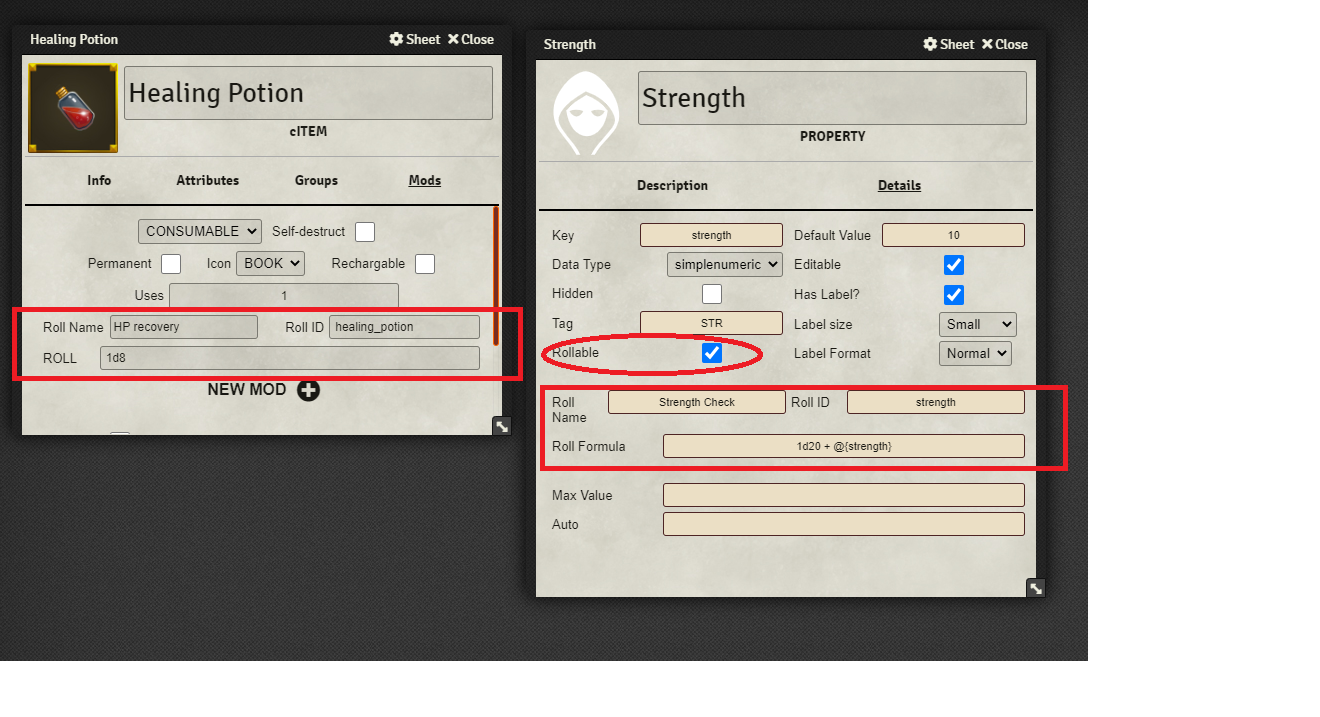 Healing Potion
Sheet Close
Healing Potion
cITEM
Info Attributes Groups Mods
CONSUMABLE Self-destruct
Permanent Icon BOOK Rechargable
Uses 1
Roll Name HP recovery Roll ID healing_potion
ROLL 1d8
NEW MOD
Strength
Sheet Close
Strength
PROPERTY
Description Details
Key strength Default Value 10
Data Type simplenumeric Editable
Hidden Has Label?
Tag STR Label size Small
Rollable Label Format Normal
Roll Name Strength Check Roll ID strength
Roll Formula 1d20 + @{strength}
Max Value
Auto